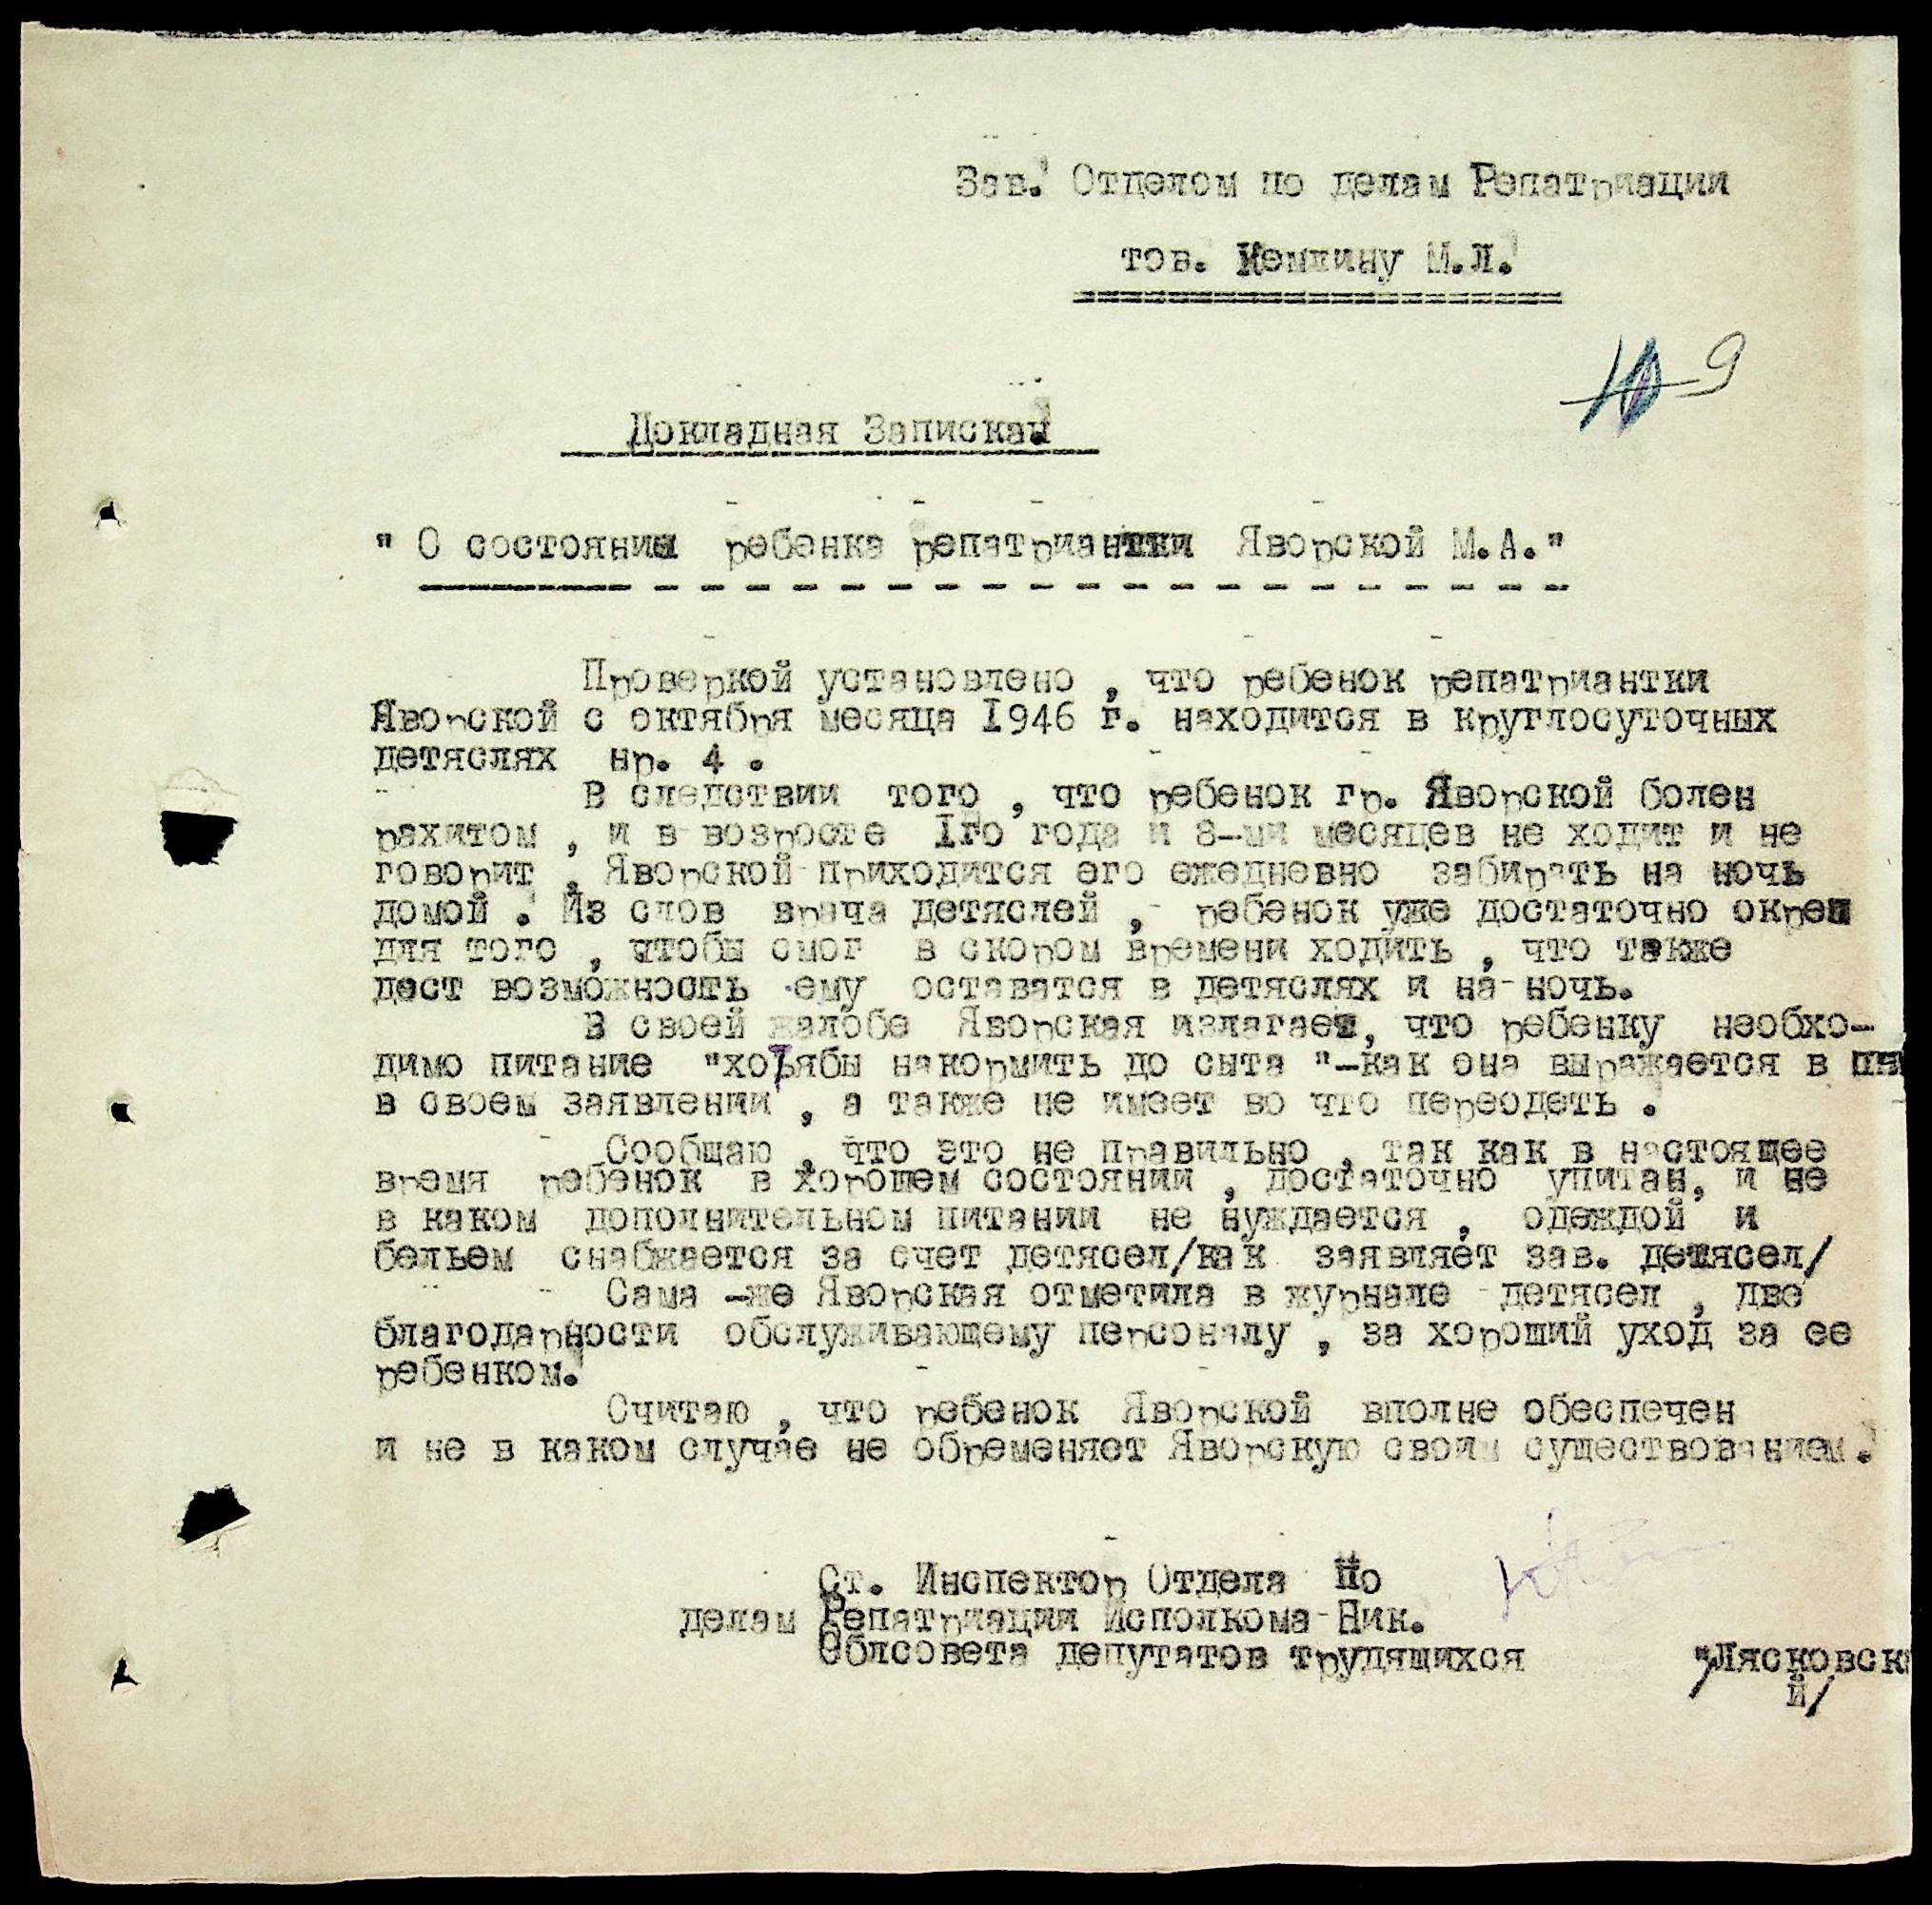 Зав. Отделом по делам Репатриации
тов. Кемпину М.Л.
9
Докладная Записка.
" О состоянии ребенка репатриантки Яворской М.А."
Проверкой установлено , что ребенок репатриантки
Яворской с октября месяца I946 г. находится в круглосуточных
детяслях нр. 4 .
В следствии того , что ребенок гр. Яворской болен
рахитом , и в возросте Iго года и 8-ми месяцев не ходит и не
говорит , Яворской приходится его ежедневно забирать на ночь
домой . Из слов врача детяслей , ребенок уже достаточно окреп
для того , чтобы смог в скором времени ходить , что также
даст возможность ему оставатся в детяслях и на ночь.
В своей жалобе Яворская излагает, что ребенку необхо-
димо питание "хотябы накормить до сыта "-как она выражается в
в своем заявлении , а также не имеет во что переодеть .
Сообщаю , что это не правильно , так как в настоящее
время ребенок в хорошем состоянии , достаточно упитан, и не
в каком дополнительном питании не нуждается , одеждой и
бельем снабжается за счет детясел/как заявляет зав. детясел/
Сама -же Яворская отметила в журнале детясел , две
благодарности обслуживающему персоналу , за хороший уход за ее
ребенком.
Считаю , что ребенок Яворской вполне обеспечен
и не в каком случае не обременяет Яворскую своим существованием.
Ст. Инспектор Отдела По
делам Репатриации Исполкома Ник.
Облсовета депутатов трудящихся /Лясковск
й/